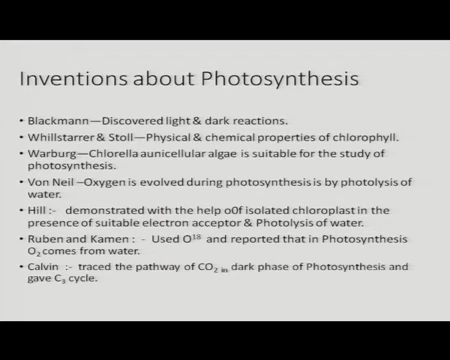 Inventions about Photosynthesis
• Blackmann—Discovered light & dark reactions.
• Whillstarrer & Stoll—Physical & chemical properties of chlorophyll.
• Warburg—Chlorella aunicellular algae is suitable for the study of
photosynthesis.
• Von Neil –Oxygen is evolved during photosynthesis is by photolysis of
water.
• Hill :- demonstrated with the help o0f isolated chloroplast in the
presence of suitable electron acceptor & Photolysis of water.
• Ruben and Kamen : - Used O¹⁸ and reported that in Photosynthesis
O₂ comes from water.
• Calvin :- traced the pathway of CO₂ in dark phase of Photosynthesis and
gave C₃ cycle.